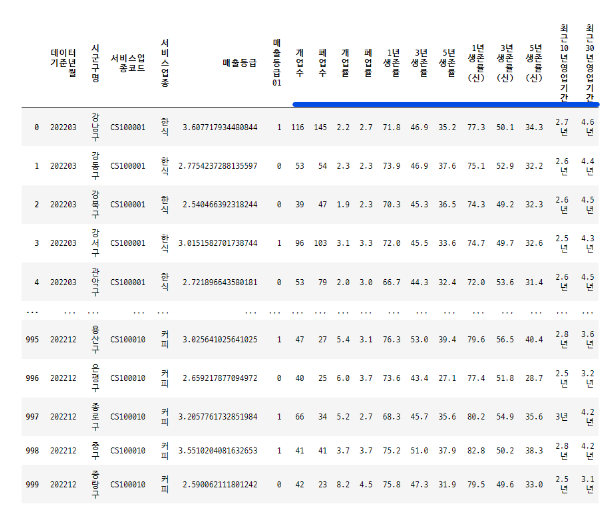 데이터기준년월 시군구명 서비스업종코드 서비스업종 매출등급 매출등급01 개업수 폐업수 개업률 폐업률 1년생존률 3년생존률 5년생존률 1년생존률(신) 3년생존률(신) 5년생존률(신) 최근10년영업기간 최근30년영업기간
0 202203 강남구 CS100001 한식 3.607717934480844 1 116 145 2.2 2.7 71.8 46.9 35.2 77.3 50.1 34.3 2.7년 4.6년
1 202203 강동구 CS100001 한식 2.7754237288135597 0 53 54 2.3 2.3 73.9 46.9 37.6 75.1 52.9 32.2 2.6년 4.4년
2 202203 강북구 CS100001 한식 2.540466392318244 0 39 47 1.9 2.3 70.3 45.3 36.5 74.3 49.2 32.3 2.6년 4.5년
3 202203 강서구 CS100001 한식 3.0151582701738744 1 96 103 3.1 3.3 72.0 45.5 33.6 74.7 49.7 32.6 2.5년 4.3년
4 202203 관악구 CS100001 한식 2.721896643580181 0 53 79 2.0 3.0 66.7 44.3 32.4 72.0 53.6 31.4 2.6년 4.5년
... ... ... ... ... ... ... ... ... ... ... ... ... ... ... ... ... ... ...
995 202212 용산구 CS100010 커피 3.025641025641025 1 47 27 5.4 3.1 76.3 53.0 39.4 79.6 56.5 40.4 2.8년 3.6년
996 202212 은평구 CS100010 커피 2.659217877094972 0 40 25 6.0 3.7 73.6 43.4 27.1 77.4 51.8 28.7 2.5년 3.2년
997 202212 종로구 CS100010 커피 3.2057761732851984 1 66 34 5.2 2.7 68.3 45.7 35.6 80.2 54.9 35.6 3년 4.2년
998 202212 중구 CS100010 커피 3.5510204081632653 1 41 41 3.7 3.7 75.2 51.0 37.9 82.8 50.2 38.3 2.8년 4.2년
999 202212 중랑구 CS100010 커피 2.590062111801242 0 42 23 8.2 4.5 75.8 47.3 31.9 79.5 49.6 33.0 2.5년 3.1년